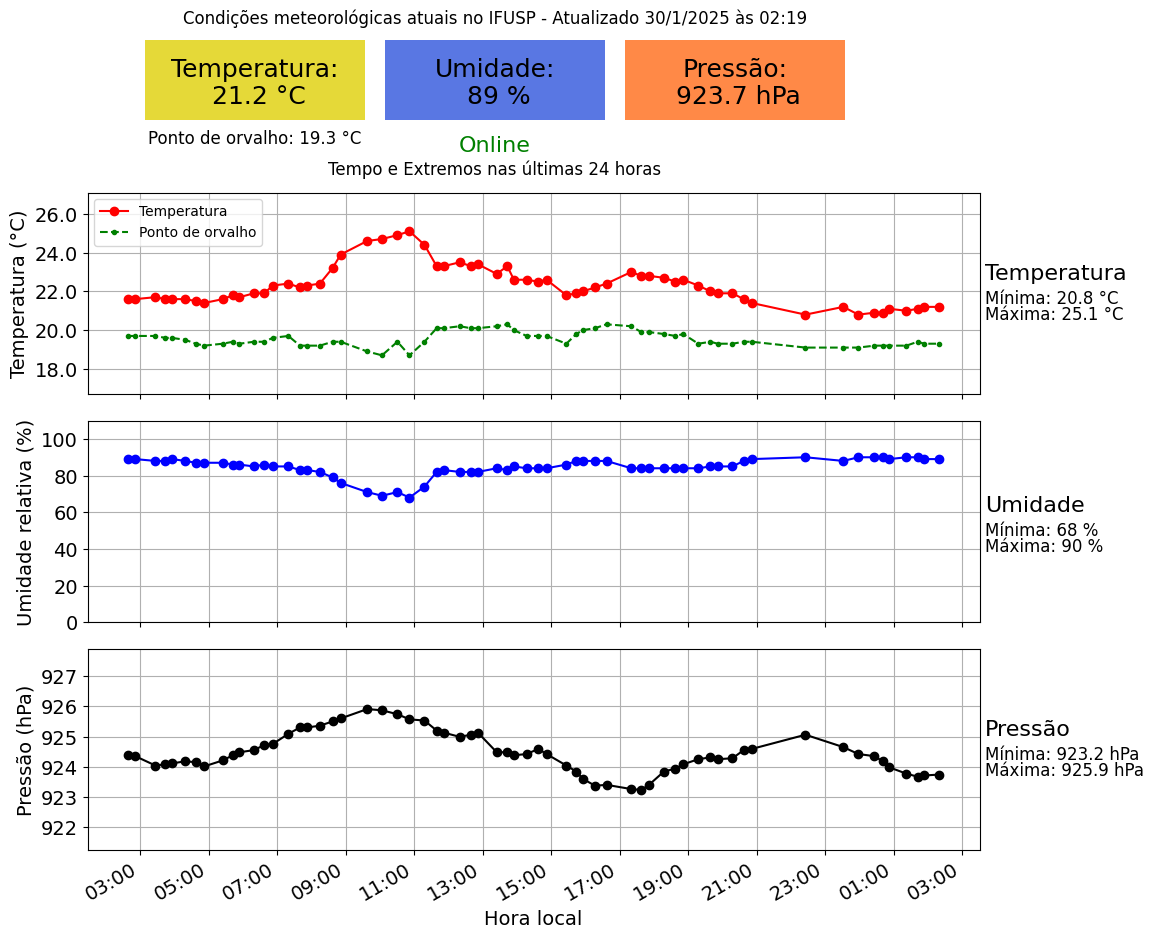 Condições meteorológicas atuais no IFUSP - Atualizado 30/1/2025 às 02:19
Temperatura:
21.2 °C
Umidade:
89 %
Pressão:
923.7 hPa
Ponto de orvalho: 19.3 °C
Online
Tempo e Extremos nas últimas 24 horas
Temperatura (°C)
26.0
24.0
22.0
20.0
18.0
Temperatura
Ponto de orvalho
Temperatura
Mínima: 20.8 °C
Máxima: 25.1 °C
Umidade relativa (%)
100
80
60
40
20
0
Umidade
Mínima: 68 %
Máxima: 90 %
Pressão (hPa)
927
926
925
924
923
922
Pressão
Mínima: 923.2 hPa
Máxima: 925.9 hPa
03:00 05:00 07:00 09:00 11:00 13:00 15:00 17:00 19:00 21:00 23:00 01:00 03:00
Hora local